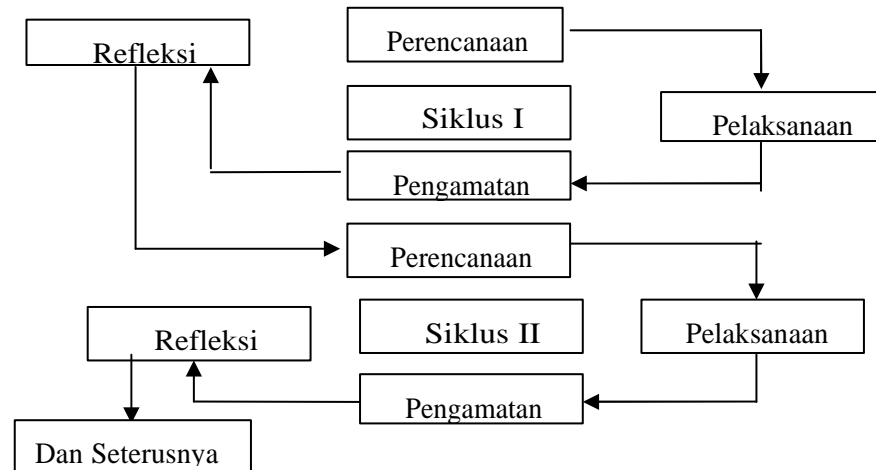 Perencanaan
Refleksi
Siklus I
Pelaksanaan
Pengamatan
Perencanaan
Refleksi
Siklus II
Pelaksanaan
Pengamatan
Dan Seterusnya